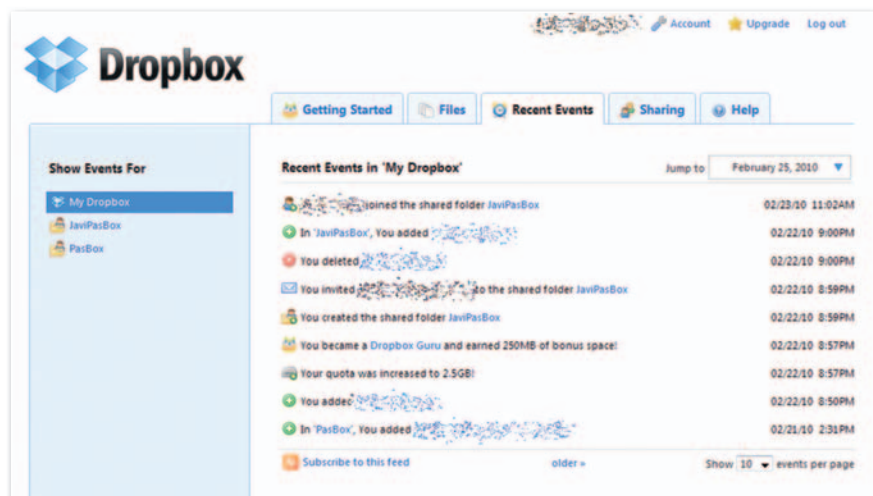 Account Upgrade Log out
Dropbox
Getting Started Files Recent Events Sharing Help
Show Events For
My Dropbox
JaviPasBox
PasBox
Recent Events in 'My Dropbox' Jump to February 25, 2010
joined the shared folder JaviPasBox 02/23/10 11:02AM
In 'JaviPasBox', You added 02/22/10 9:00PM
You deleted 02/22/10 9:00PM
You invited to the shared folder JaviPasBox 02/22/10 8:59PM
You created the shared folder JaviPasBox 02/22/10 8:59PM
You became a Dropbox Guru and earned 250MB of bonus space! 02/22/10 8:57PM
Your quota was increased to 2.5GB! 02/22/10 8:57PM
You added 02/22/10 8:50PM
In 'PasBox', You added 02/21/10 2:31PM
Subscribe to this feed older » Show 10 events per page